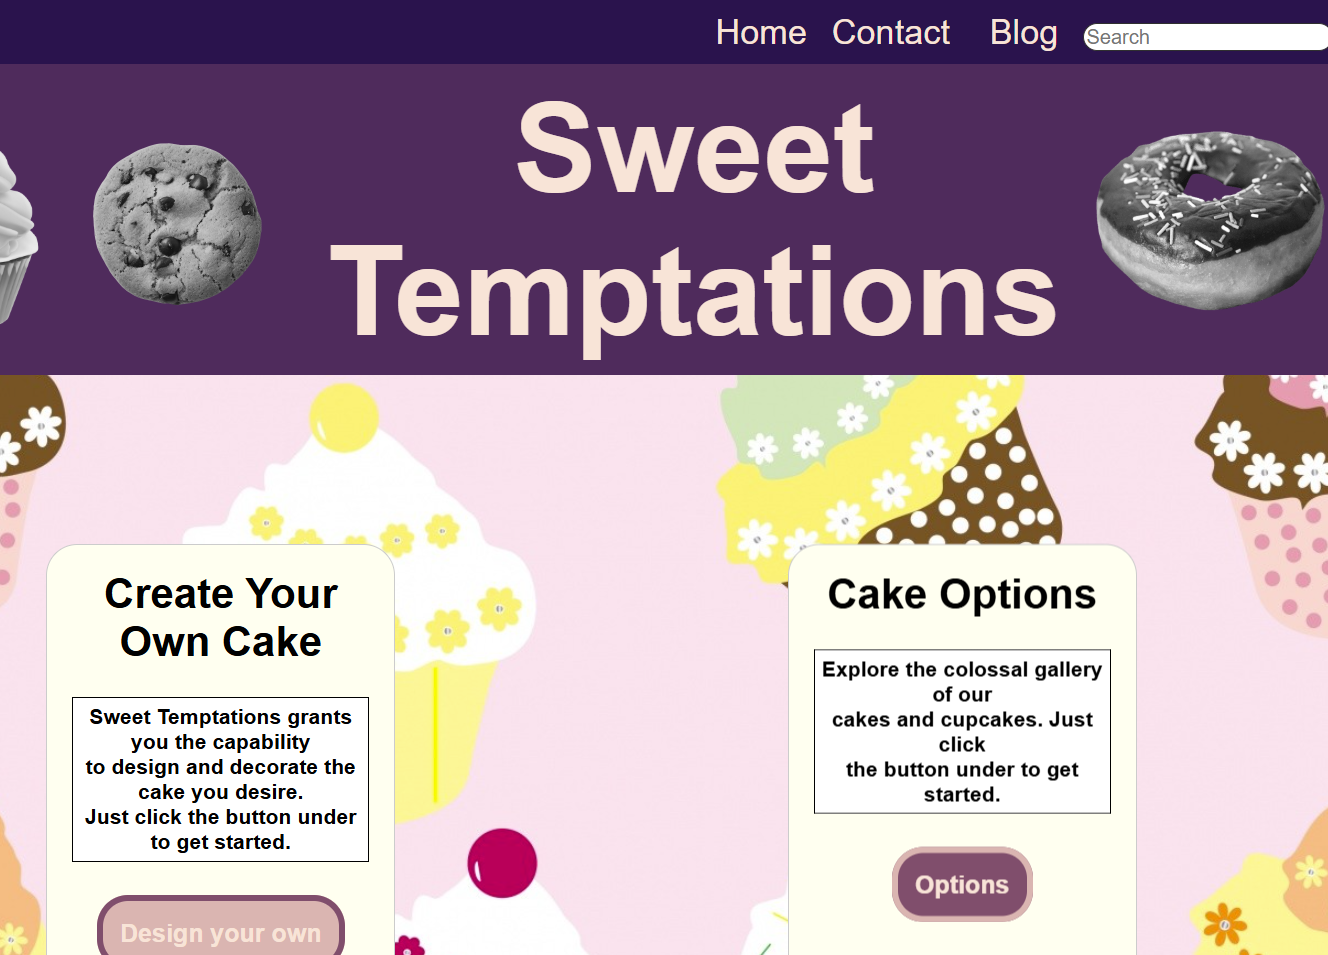 Home Contact Blog Search
Sweet
Temptations
Create Your
Own Cake
Sweet Temptations grants
you the capability
to design and decorate the
cake you desire.
Just click the button under
to get started.
Design your own
Cake Options
Explore the colossal gallery
of our
cakes and cupcakes. Just
click
the button under to get
started.
Options